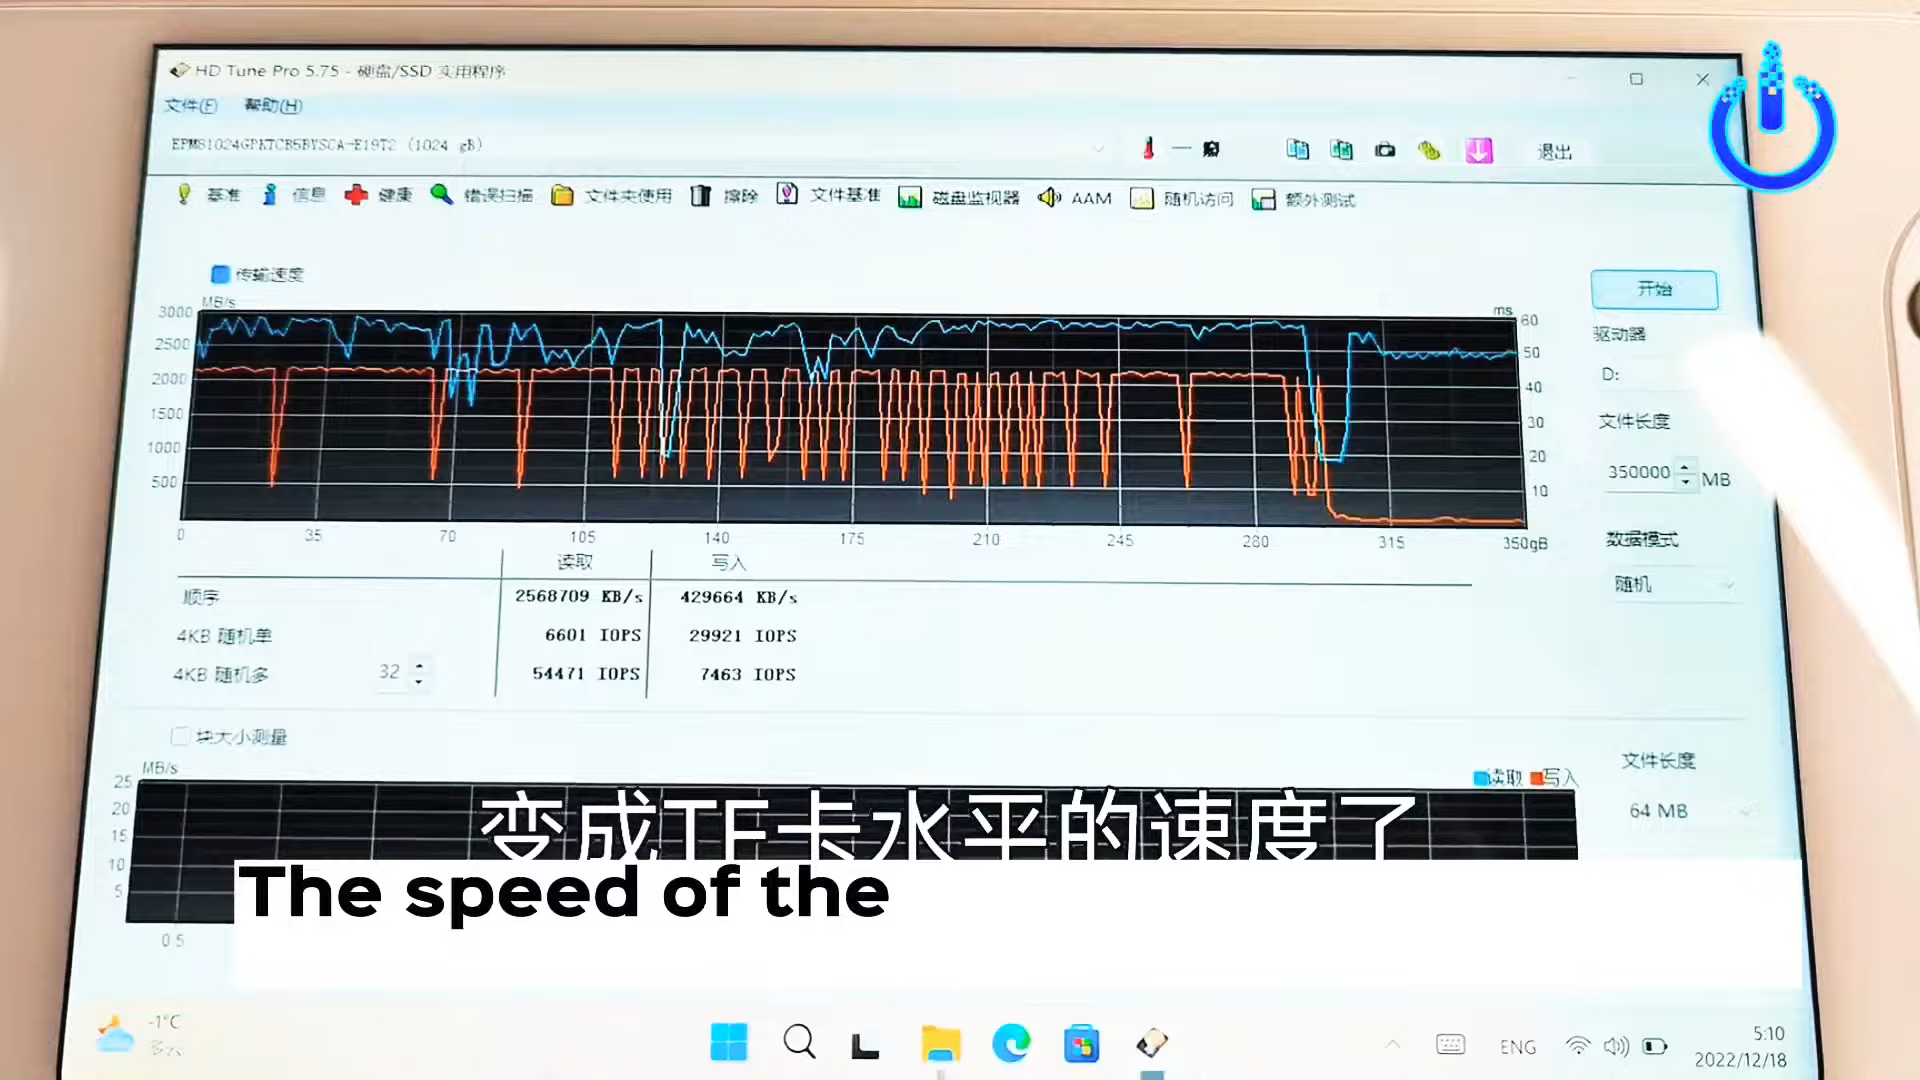 HD Tune Pro 5.75 - 硬盘/SSD 实用程序
文件(F) 帮助(H)
EPMS1024GPKTCB5BYSCA-E19T2 (1024 gB)
退出
基准 信息 健康 错误扫描 文件夹使用 擦除 文件基准 磁盘监视器 AAM 随机访问 额外测试
传输速度
开始
MB/s ms
3000 60
2500 50
2000 40
1500 30
1000 20
500 10
0 35 70 105 140 175 210 245 280 315 350gB
驱动器
D:
文件长度
350000 MB
数据模式
随机
读取 写入
顺序 2568709 KB/s 429664 KB/s
4KB 随机单 6601 IOPS 29921 IOPS
4KB 随机多 32 54471 IOPS 7463 IOPS
块大小测量
MB/s
读取 写入
文件长度
64 MB
25
20
15
10
5
0 5
变成TF卡水平的速度了
The speed of the
-1°C
多云
ENG
5:10
2022/12/18